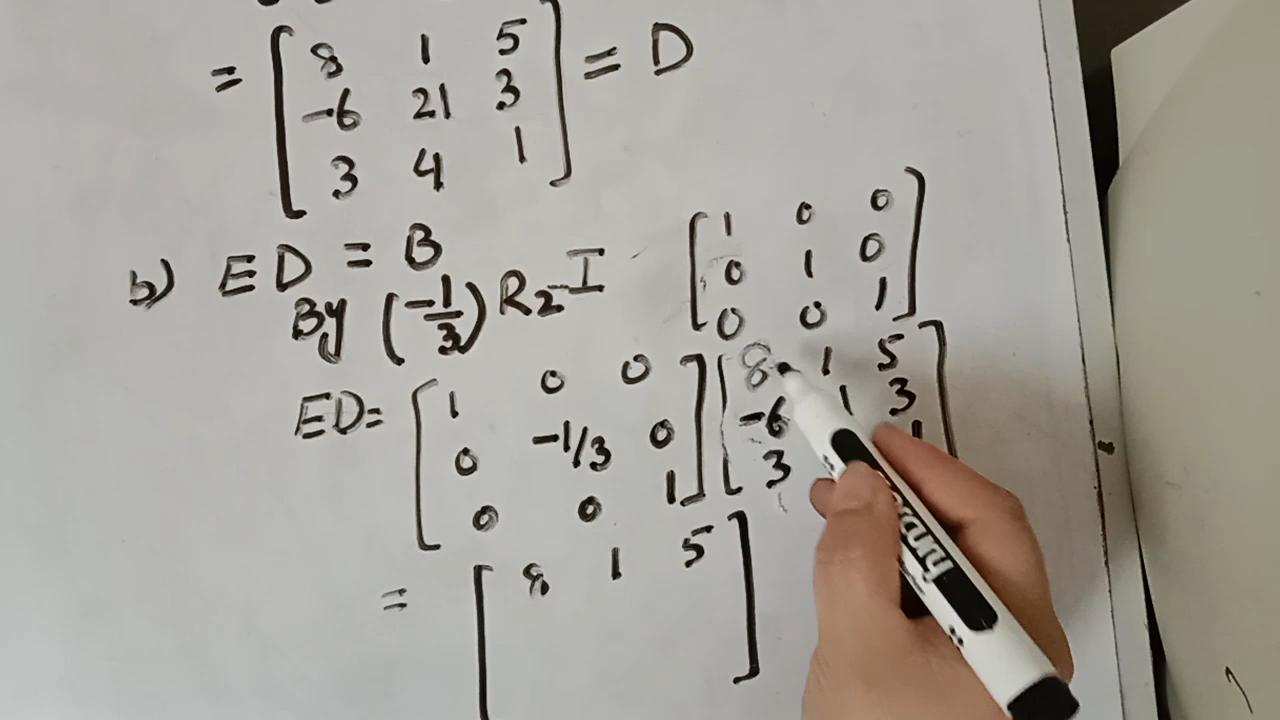 8 1 5
= -6 21 3 = D
3 4 1
b) ED = B
By (-1/3) R2-I
1 0 0
0 1 0
0 0 1
ED= 1 0 0 8 1 5
0 -1/3 0 -6 1 3
0 0 1 3 1
= 8 1 5